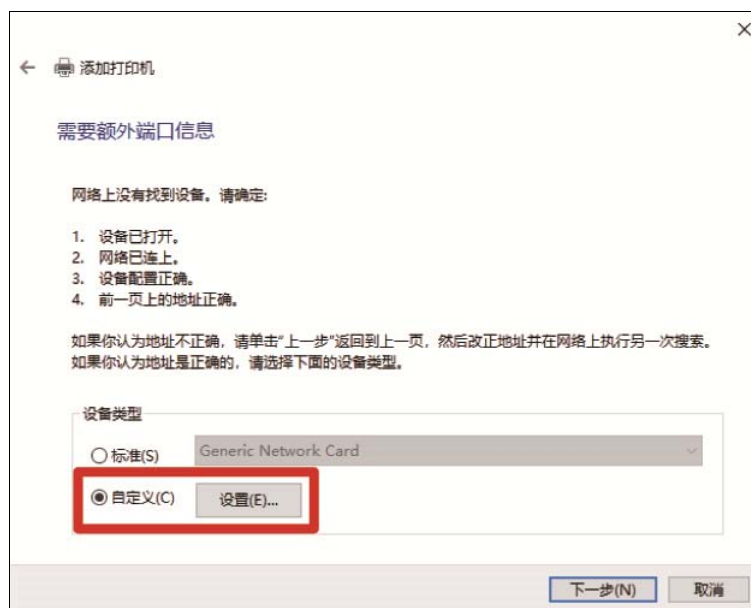 添加打印机
需要额外端口信息
网络上没有找到设备。请确定:
1. 设备已打开。
2. 网络已连上。
3. 设备配置正确。
4. 前一页上的地址正确。
如果你认为地址不正确，请单击"上一步"返回到上一页，然后改正地址并在网络上执行另一次搜索。
如果你认为地址是正确的，请选择下面的设备类型。
设备类型
标准(S) Generic Network Card
自定义(C) 设置(E)...
下一步(N) 取消